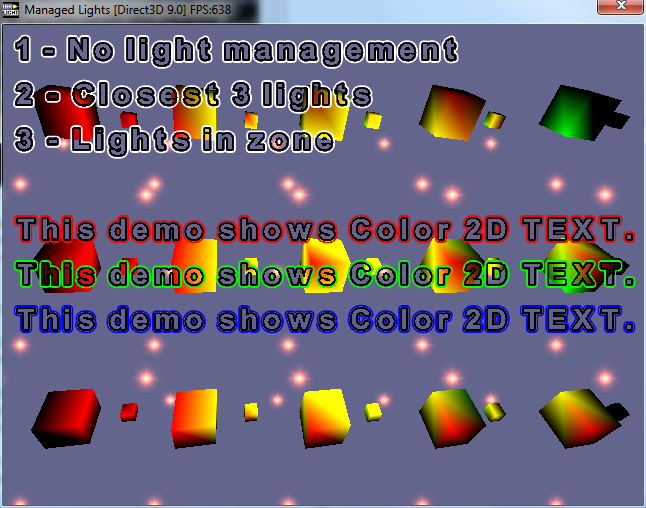 Managed Lights [Direct3D 9.0] FPS:638
1 - No light management
2 - Closest 3 lights
3 - Lights in zone
This demo shows Color 2D TEXT.
This demo shows Color 2D TEXT.
This demo shows Color 2D TEXT.